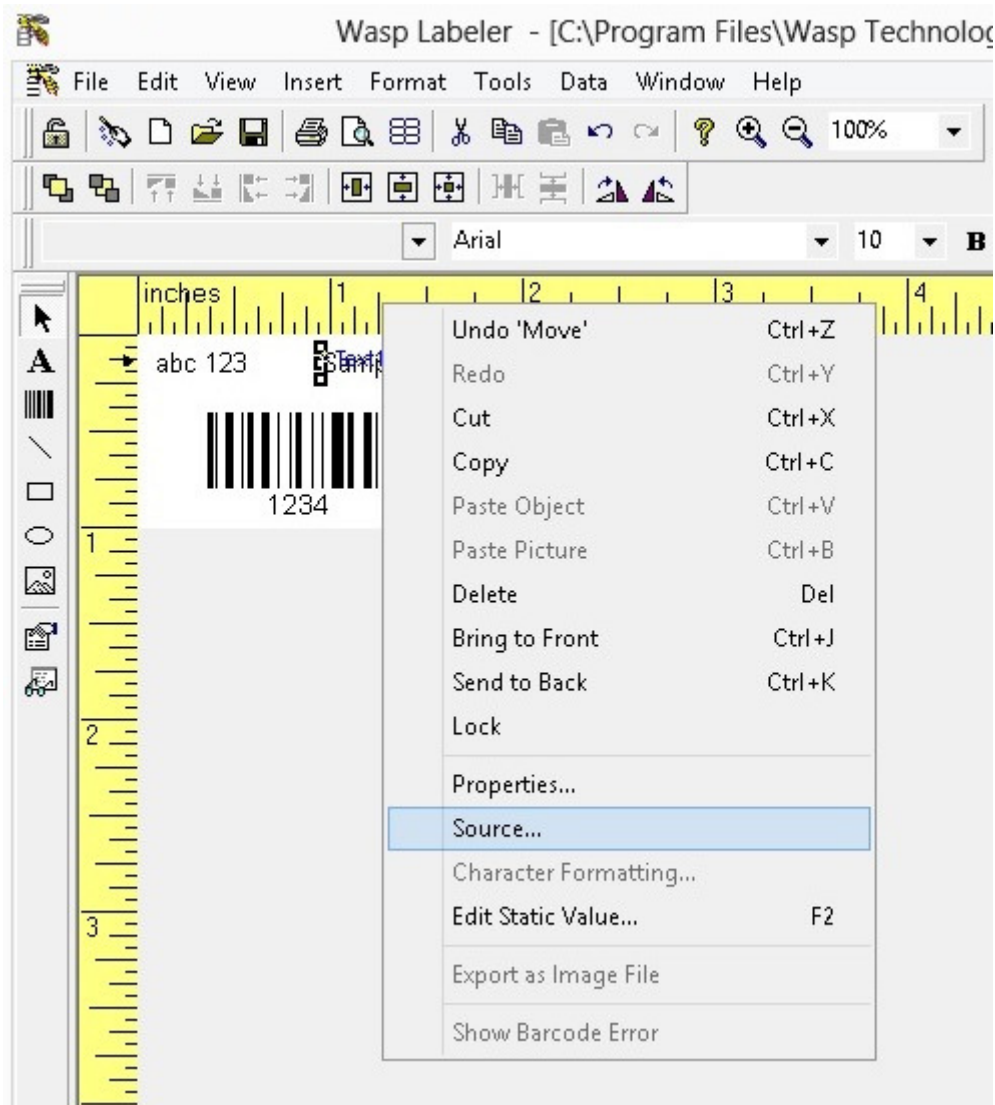 Wasp Labeler - [C:\Program Files\Wasp Technolog
File Edit View Insert Format Tools Data Window Help
100%
Arial 10 B
inches 1 2 3 4
abc 123
1234
1
2
3
Undo 'Move' Ctrl+Z
Redo Ctrl+Y
Cut Ctrl+X
Copy Ctrl+C
Paste Object Ctrl+V
Paste Picture Ctrl+B
Delete Del
Bring to Front Ctrl+J
Send to Back Ctrl+K
Lock
Properties...
Source...
Character Formatting...
Edit Static Value... F2
Export as Image File
Show Barcode Error